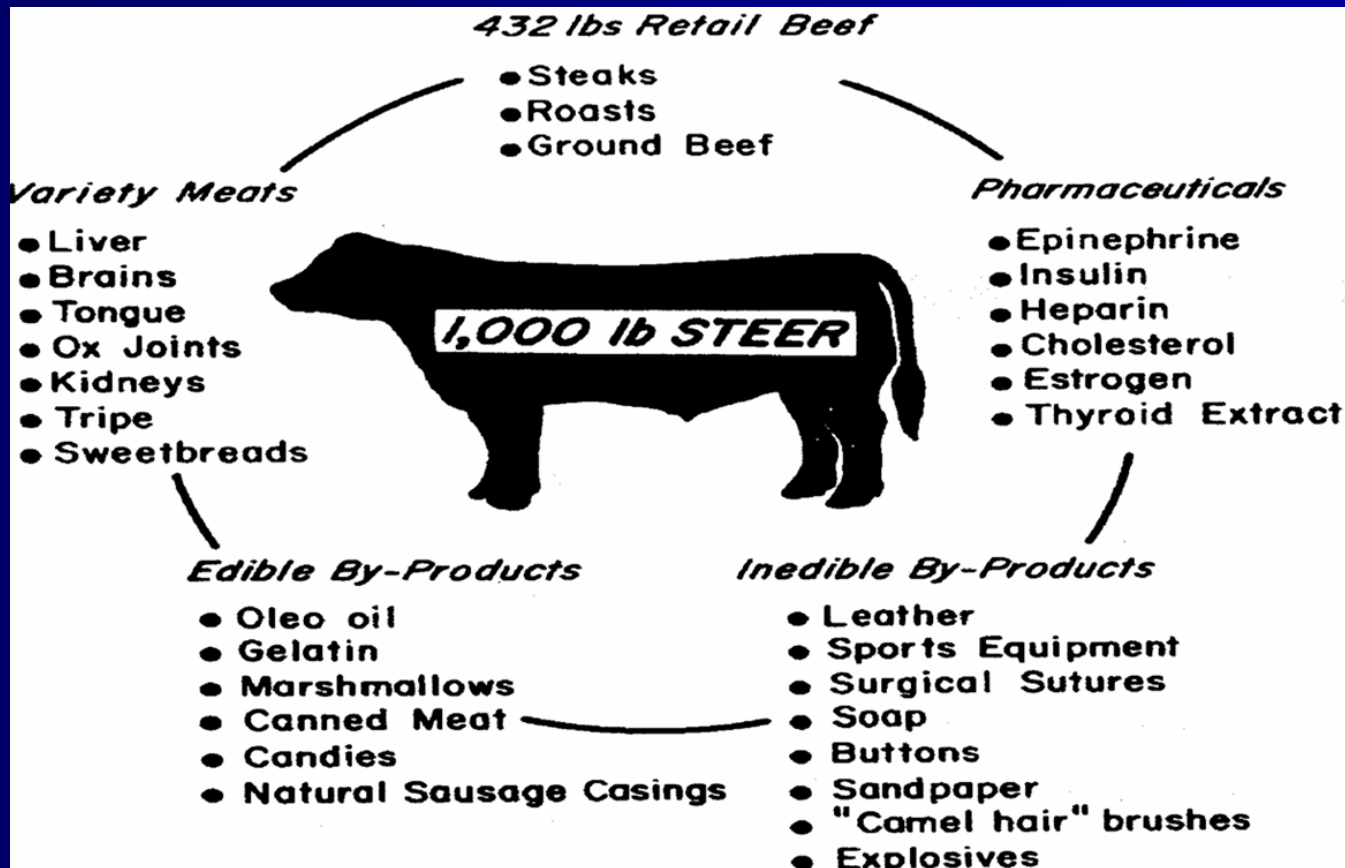 432 lbs Retail Beef
• Steaks
• Roasts
• Ground Beef
Variety Meats
• Liver
• Brains
• Tongue
• Ox Joints
• Kidneys
• Tripe
• Sweetbreads
1,000 lb STEER
Pharmaceuticals
• Epinephrine
• Insulin
• Heparin
• Cholesterol
• Estrogen
• Thyroid Extract
Edible By-Products
• Oleo oil
• Gelatin
• Marshmallows
• Canned Meat
• Candies
• Natural Sausage Casings
Inedible By-Products
• Leather
• Sports Equipment
• Surgical Sutures
• Soap
• Buttons
• Sandpaper
• "Camel hair" brushes
• Explosives